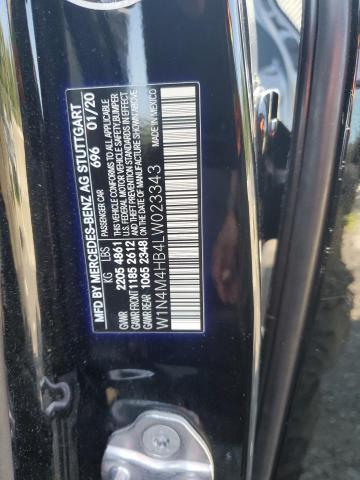 MFD BY MERCEDES-BENZ AG STUTTGART
PASSENGER CAR 696 01/20
KG LBS
GVWR 2205 4861
GAWR FRONT 1185 2612
GAWR REAR 1065 2348
THIS VEHICLE CONFORMS TO ALL APPLICABLE
U.S. FEDERAL MOTOR VEHICLE SAFETY/BUMPER
AND THEFT PREVENTION STANDARDS IN EFFECT
ON THE DATE OF MANUFACTURE SHOWN ABOVE.
W1N4M4HB4LW023343
MADE IN MEXICO